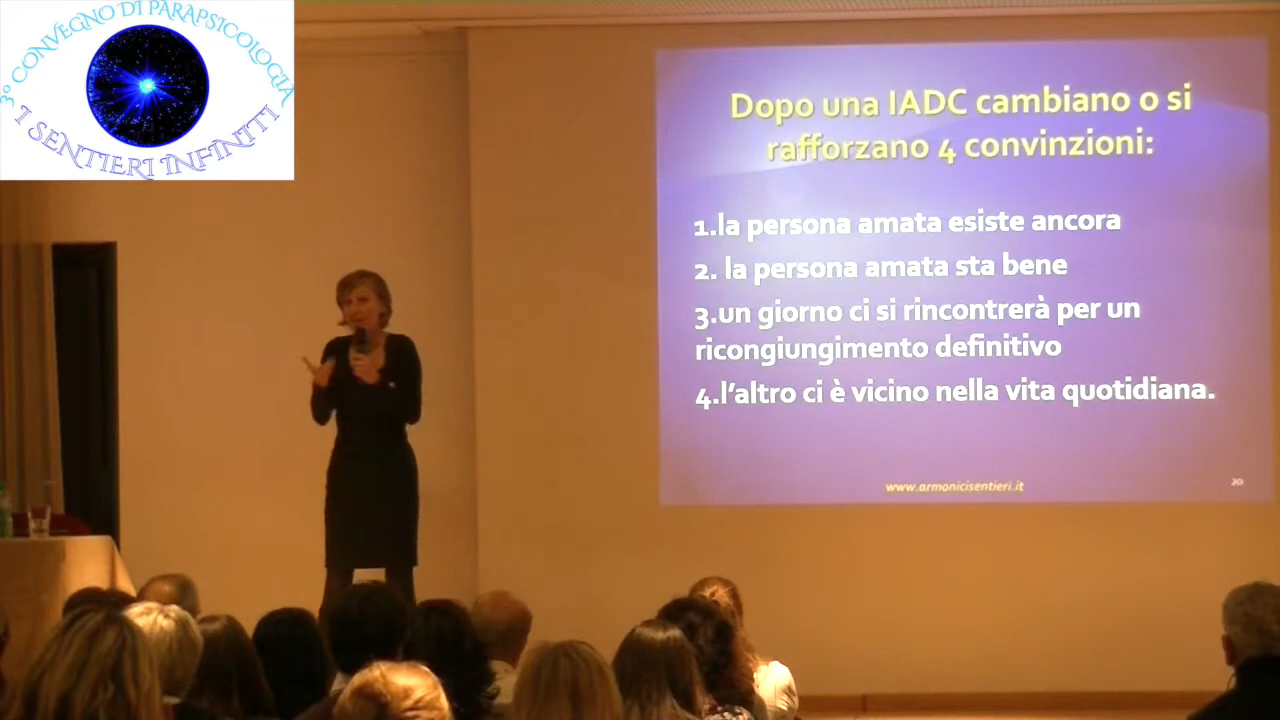 3° CONVEGNO DI PARAPSICOLOGIA
I SENTIERI INFINITI
Dopo una IADC cambiano o si
rafforzano 4 convinzioni:
1.la persona amata esiste ancora
2. la persona amata sta bene
3.un giorno ci si rincontrerà per un
ricongiungimento definitivo
4.l'altro ci è vicino nella vita quotidiana.
www.armonicisentieri.it
20